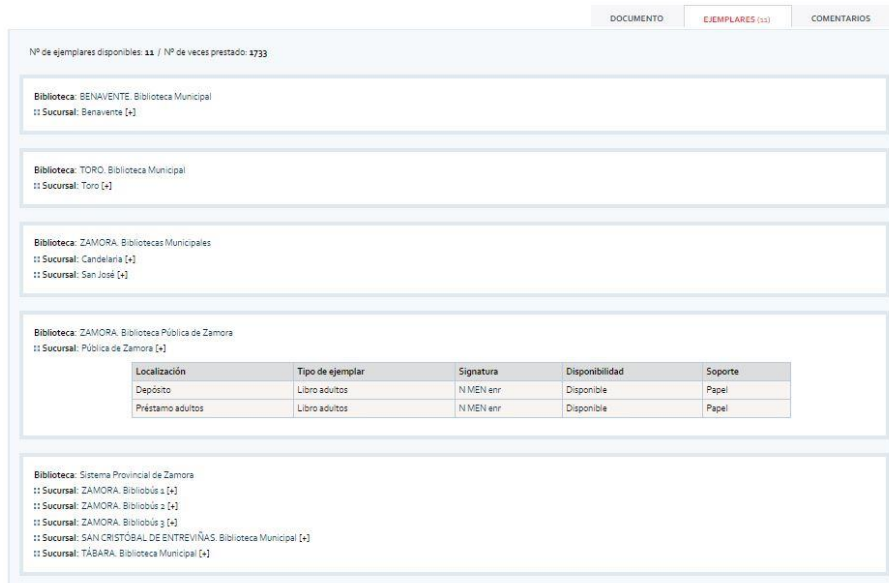 DOCUMENTO EJEMPLARES (11) COMENTARIOS
Nº de ejemplares disponibles: 11 / Nº de veces prestado: 1733
Biblioteca: BENAVENTE. Biblioteca Municipal
:: Sucursal: Benavente [+]
Biblioteca: TORO. Biblioteca Municipal
:: Sucursal: Toro [+]
Biblioteca: ZAMORA. Bibliotecas Municipales
:: Sucursal: Candelaria [+]
:: Sucursal: San José [+]
Biblioteca: ZAMORA. Biblioteca Pública de Zamora
:: Sucursal: Pública de Zamora [+]
Localización Tipo de ejemplar Signatura Disponibilidad Soporte
Depósito Libro adultos N MEN enr Disponible Papel
Préstamo adultos Libro adultos N MEN enr Disponible Papel
Biblioteca: Sistema Provincial de Zamora
:: Sucursal: ZAMORA. Bibliobús 1 [+]
:: Sucursal: ZAMORA. Bibliobús 2 [+]
:: Sucursal: ZAMORA. Bibliobús 3 [+]
:: Sucursal: SAN CRISTÓBAL DE ENTREVIÑAS. Biblioteca Municipal [+]
:: Sucursal: TÁBARA. Biblioteca Municipal [+]